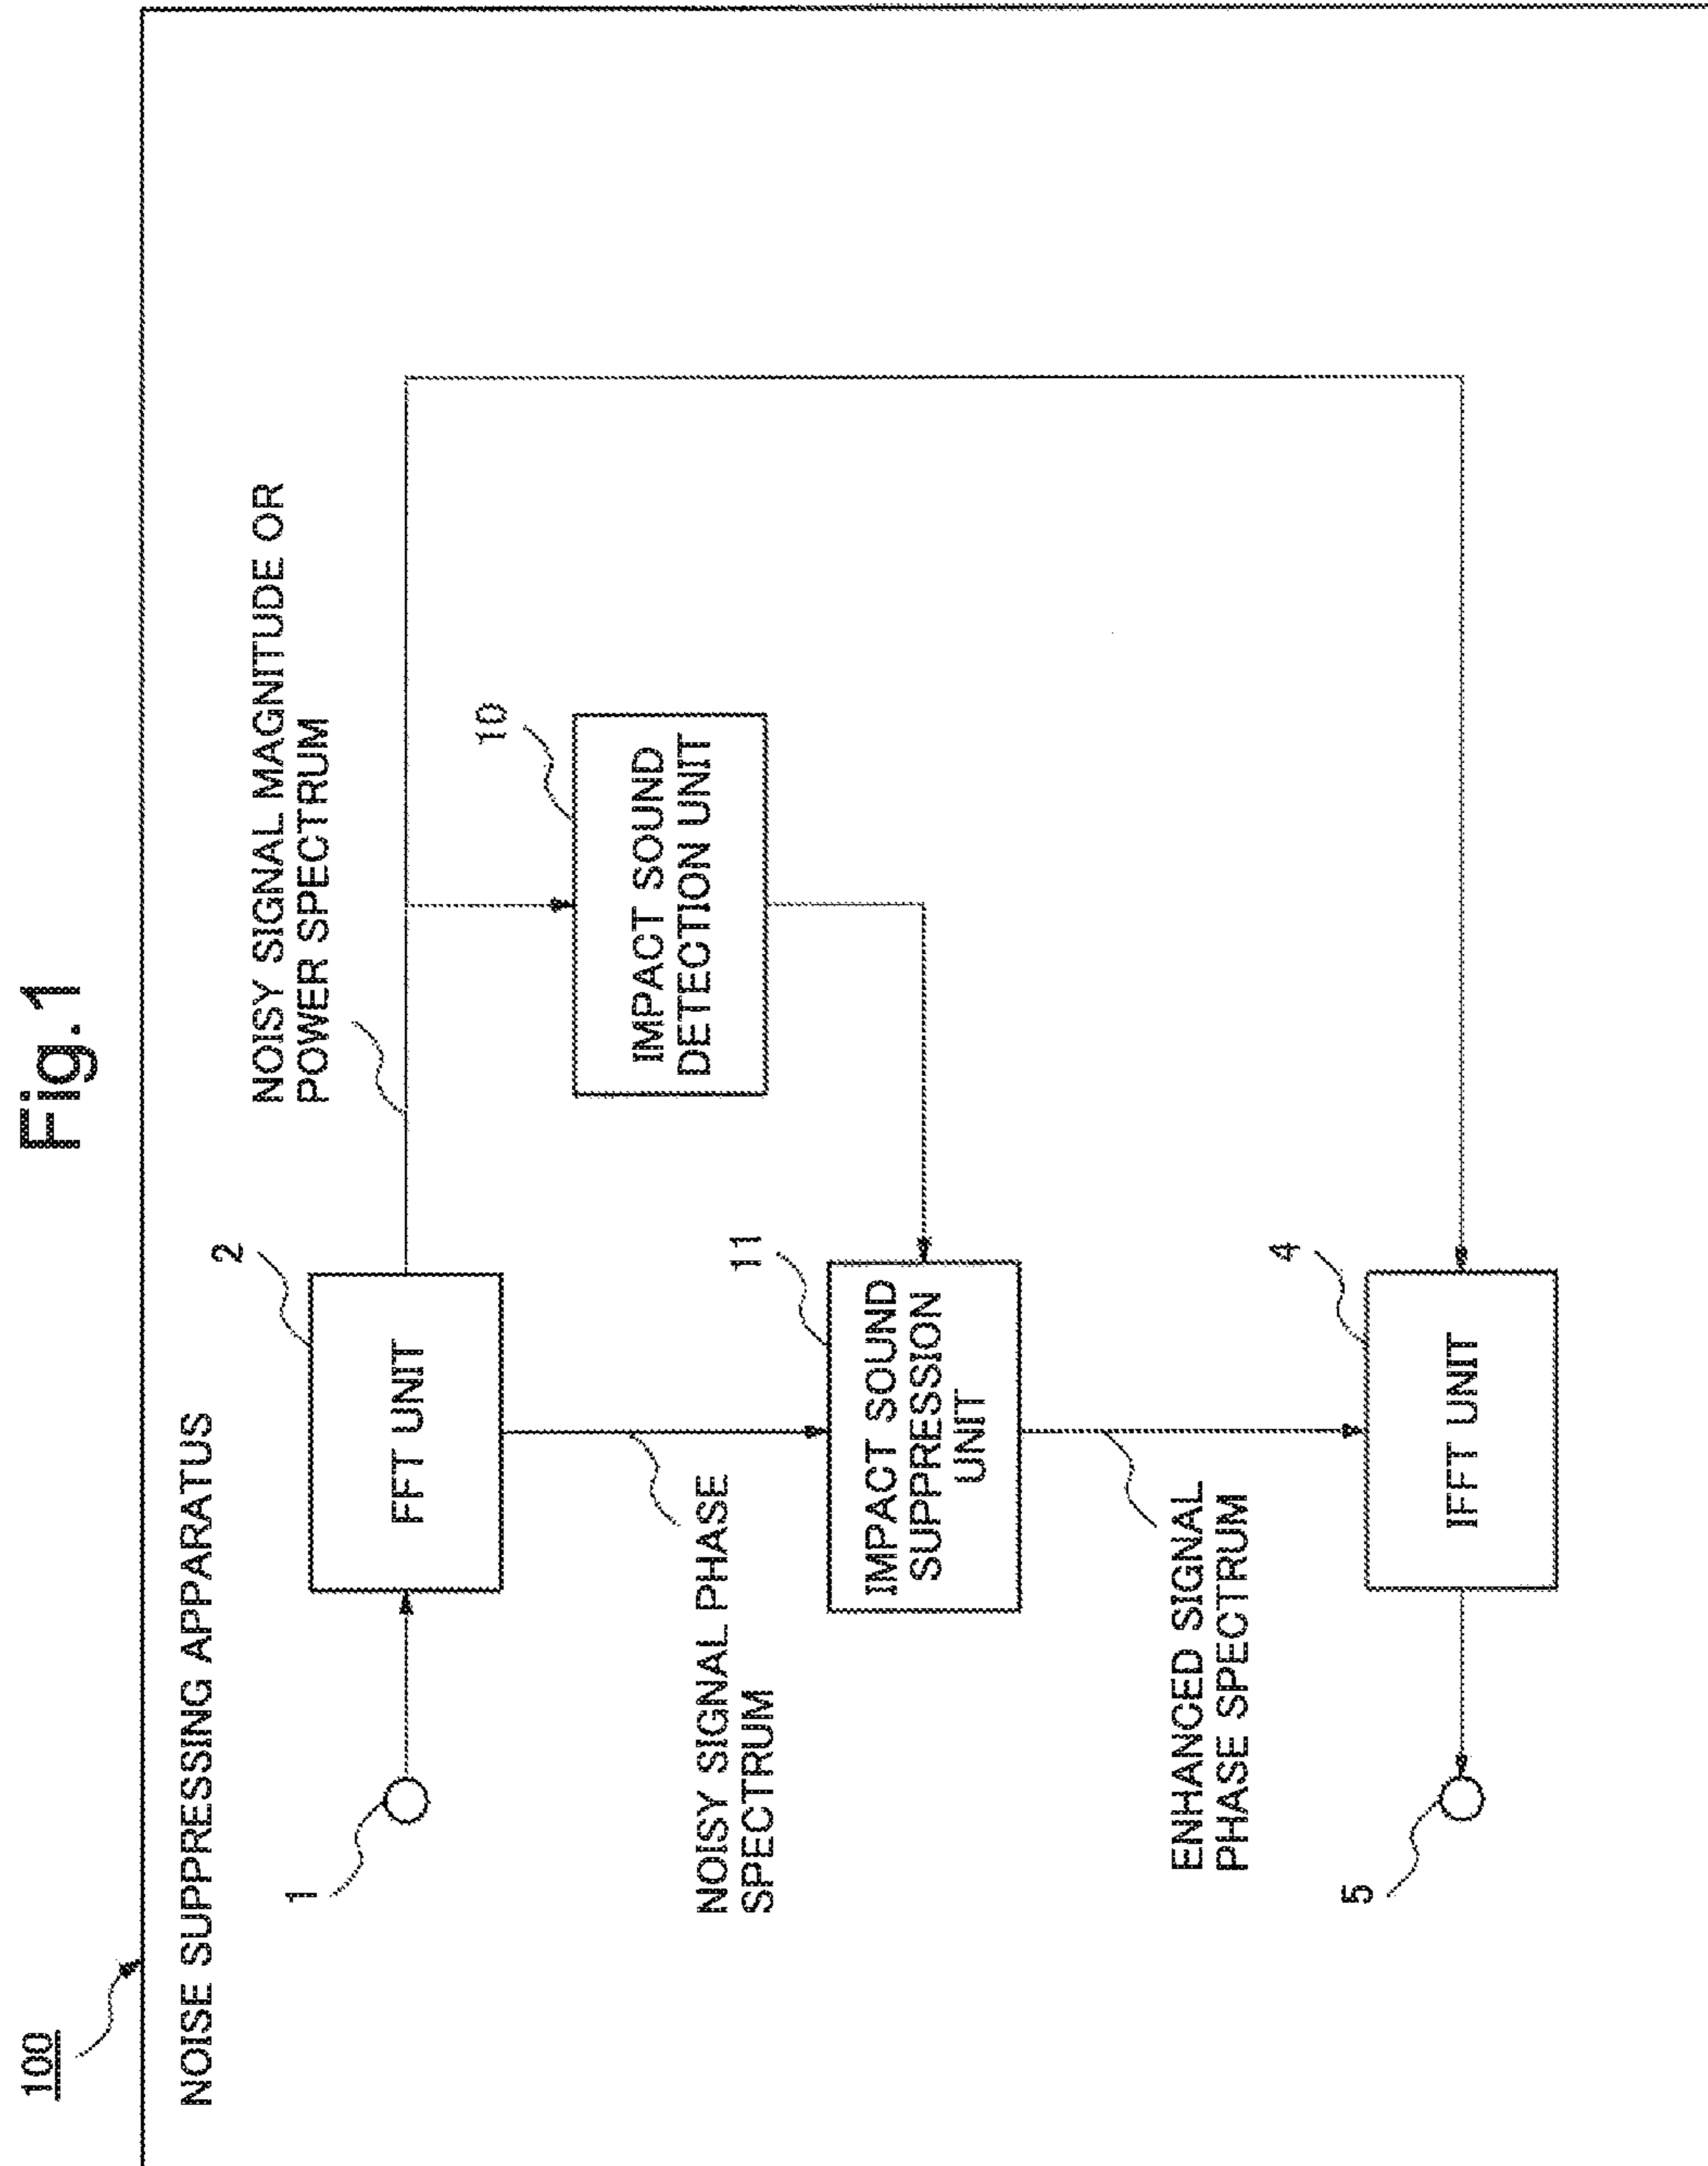 Fig.1
100
NOISE SUPPRESSING APPARATUS
NOISY SIGNAL MAGNITUDE OR
POWER SPECTRUM
1
2
FFT UNIT
10
IMPACT SOUND
DETECTION UNIT
NOISY SIGNAL PHASE
SPECTRUM
11
IMPACT SOUND
SUPPRESSION
UNIT
ENHANCED SIGNAL
PHASE SPECTRUM
4
IFFT UNIT
5